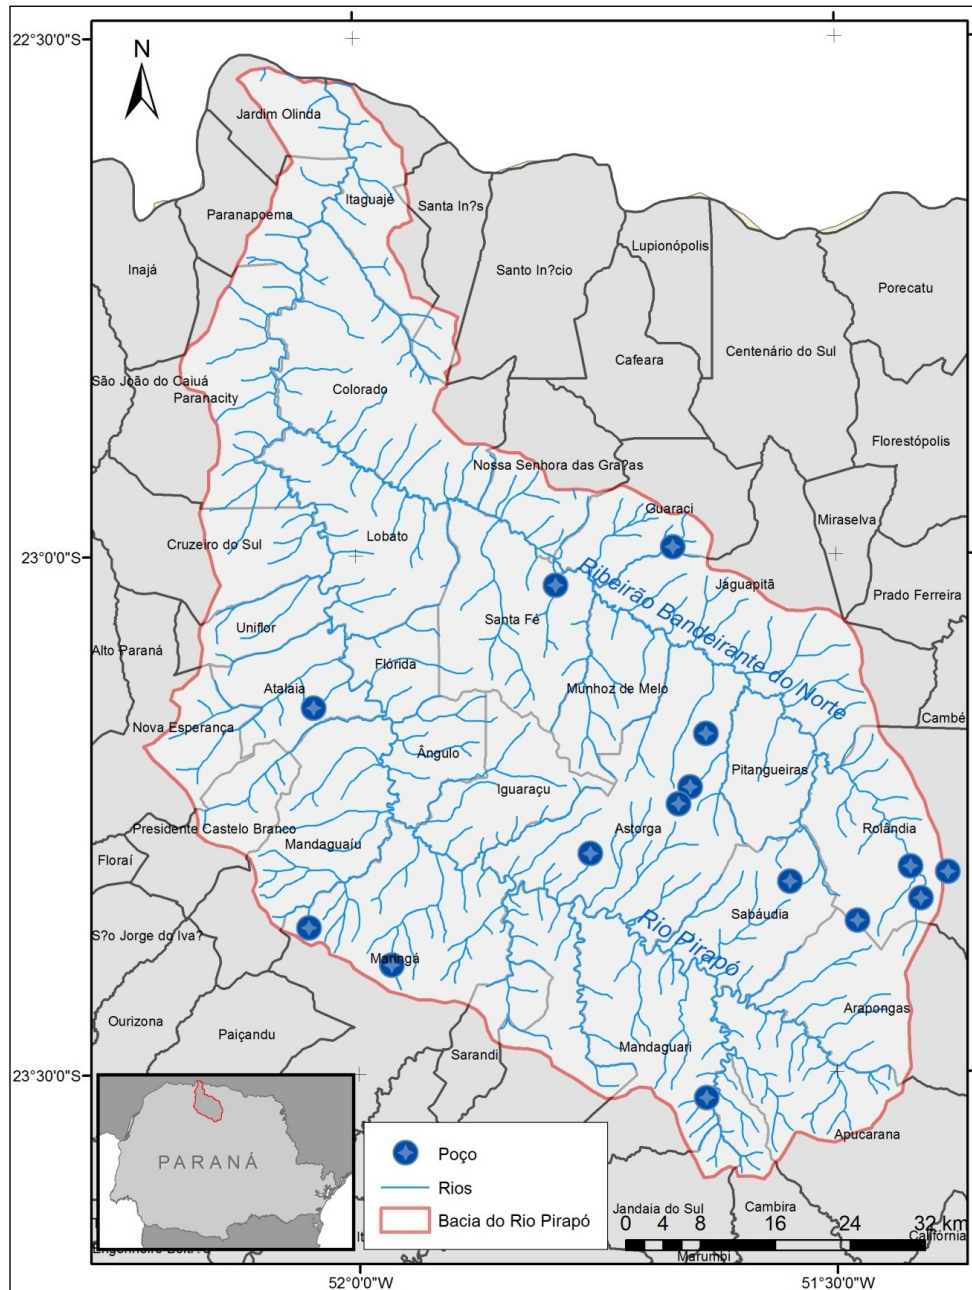 22°30'0"S
N
Jardim Olinda
Itaguajé
Santa In?s
Paranapoema
Lupionópolis
Inajá
Santo In?cio
Porecatu
Centenário do Sul
Cafeara
São João do Caiuá
Colorado
Paranacity
Florestópolis
Nossa Senhora das Gra?as
Guaraci
Miraselva
Lobato
Cruzeiro do Sul
23°0'0"S
Ribeirão Bandeirante do Norte
Jaguapitã
Prado Ferreira
Santa Fé
Uniflor
Alto Paraná
Flórida
Atalaia
Munhoz de Melo
Cambé
Nova Esperança
Ângulo
Pitangueiras
Iguaraçu
Presidente Castelo Branco
Astorga
Rolândia
Mandaguaíu
Floraí
Sabáudia
Rio Pirapó
S?o Jorge do Iva?
Maringá
Arapongas
Ourizona
Paiçandu
Sarandi
Mandaguari
23°30'0"S
Apucarana
PARANÁ
Poço
Rios
Bacia do Rio Pirapó
Jandaia do Sul
Cambira
0 4 8 16 24 32 km
Califórnia
Marumbi
52°0'0"W
51°30'0"W